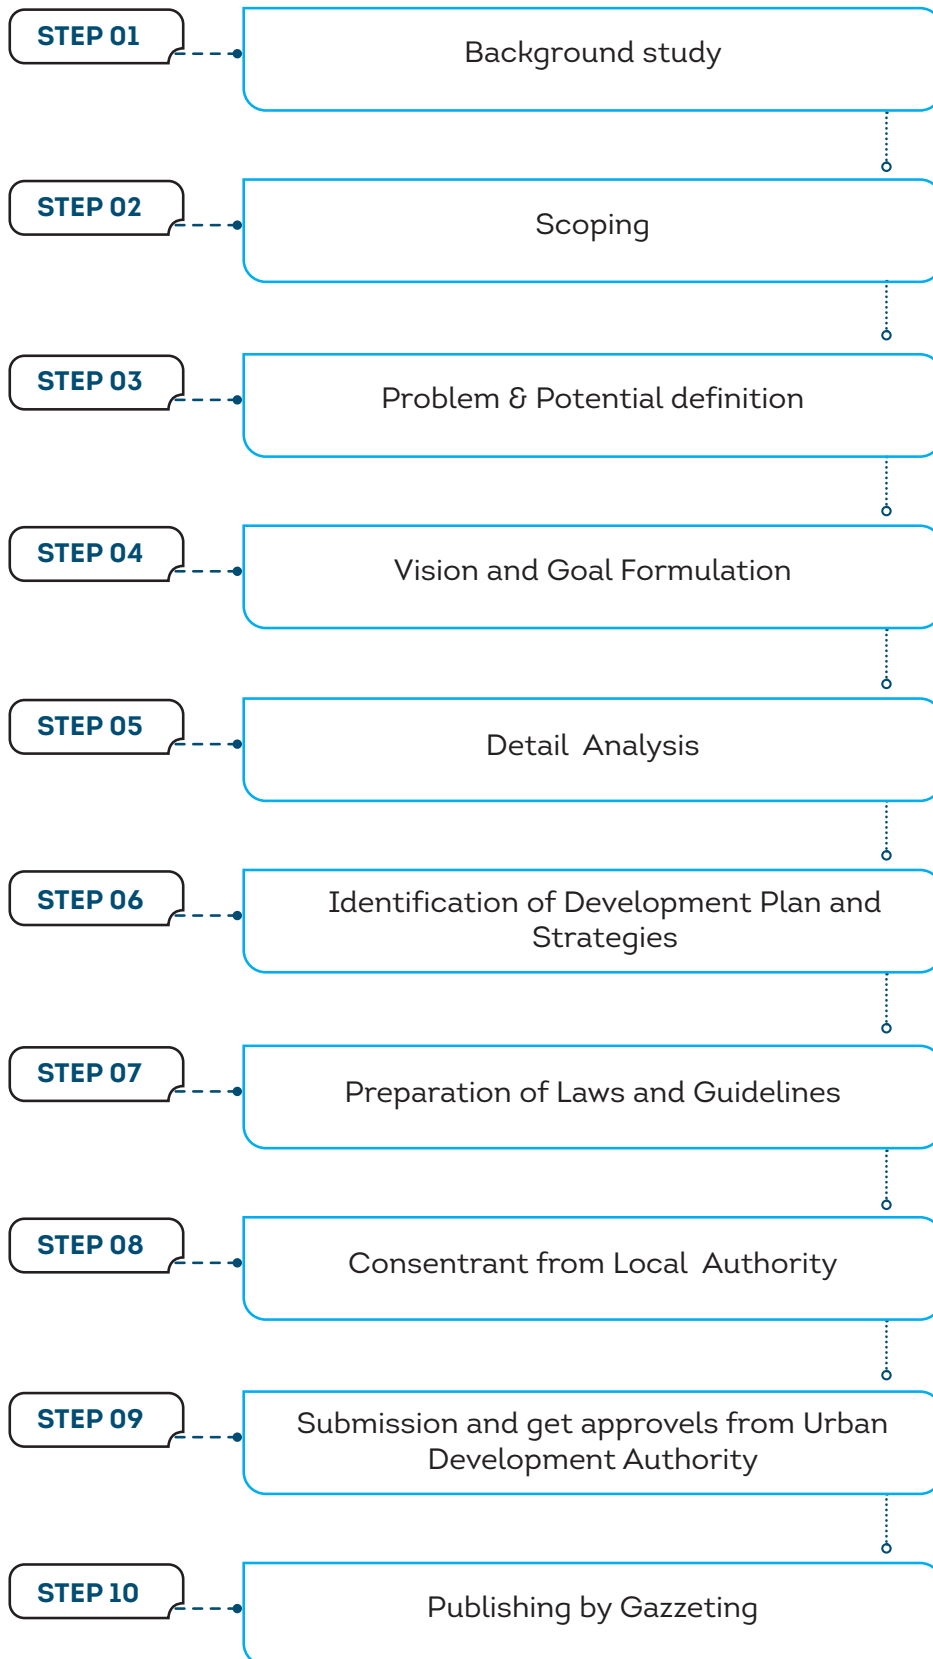 STEP 01
Background study
STEP 02
Scoping
STEP 03
Problem & Potential definition
STEP 04
Vision and Goal Formulation
STEP 05
Detail Analysis
STEP 06
Identification of Development Plan and
Strategies
STEP 07
Preparation of Laws and Guidelines
STEP 08
Consentrant from Local Authority
STEP 09
Submission and get approvels from Urban
Development Authority
STEP 10
Publishing by Gazzeting